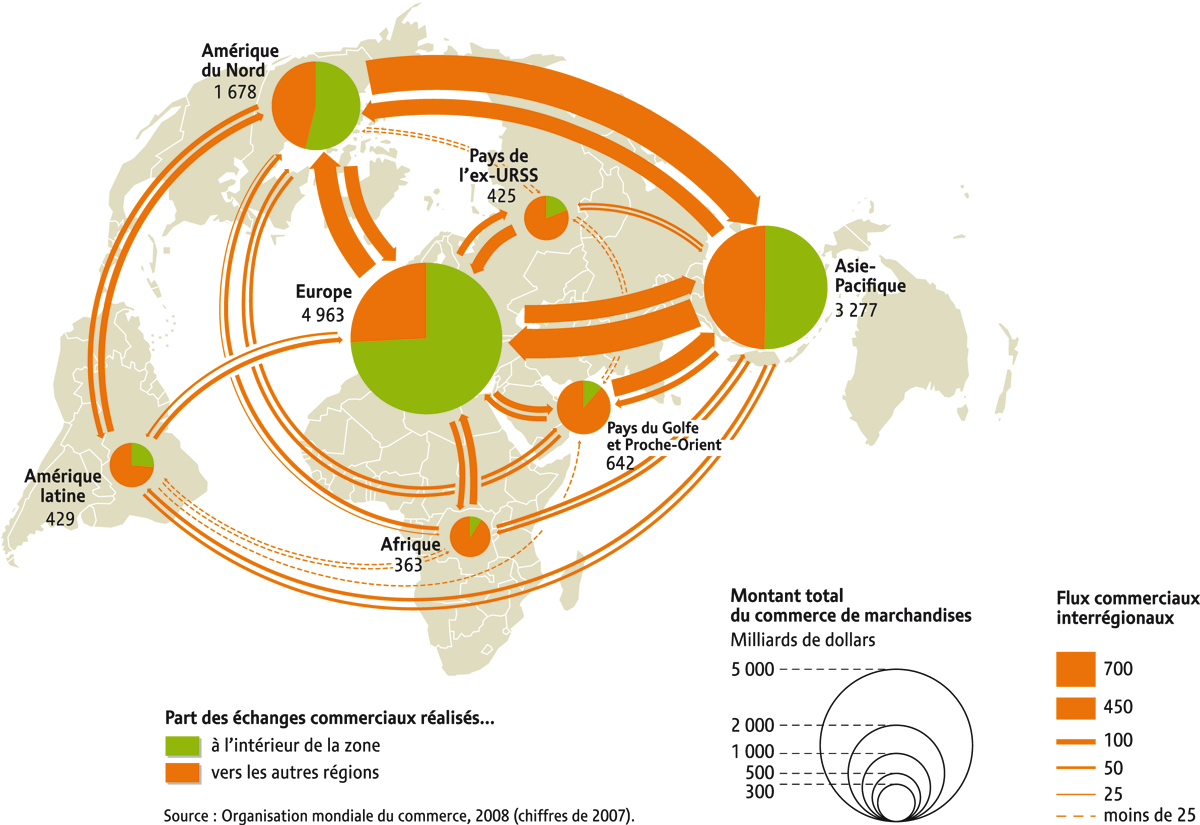 Amérique
du Nord
1 678
Pays de
l'ex-URSS
425
Europe
4 963
Asie-
Pacifique
3 277
Pays du Golfe
et Proche-Orient
642
Amérique
latine
429
Afrique
363
Part des échanges commerciaux réalisés...
à l'intérieur de la zone
vers les autres régions
Source : Organisation mondiale du commerce, 2008 (chiffres de 2007).
Montant total
du commerce de marchandises
Milliards de dollars
5 000
2 000
1 000
500
300
Flux commerciaux
interrégionaux
700
450
100
50
25
moins de 25